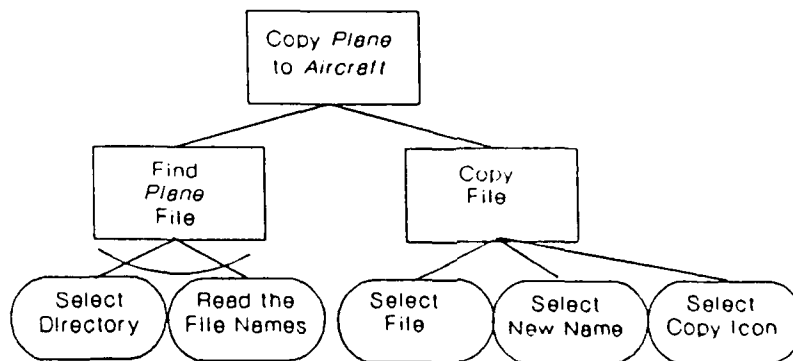 Copy Plane
to Aircraft
Find
Plane
File
Copy
File
Select
Directory
Read the
File Names
Select
File
Select
New Name
Select
Copy Icon